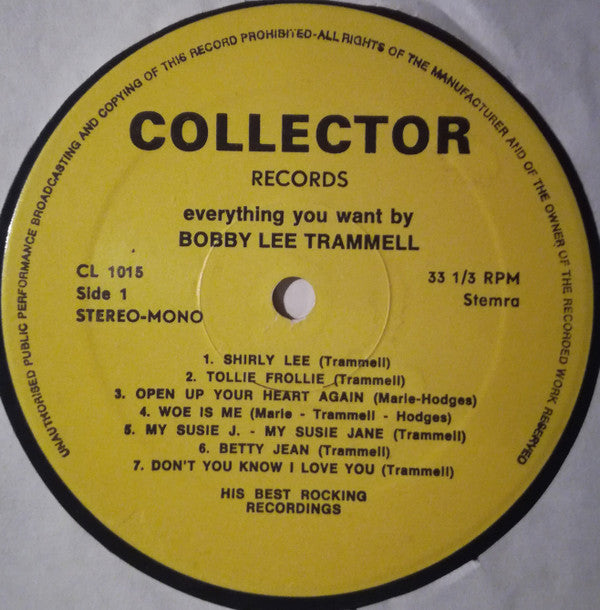 UNAUTHORISED PUBLIC PERFORMANCE BROADCASTING AND COPYING OF THIS RECORD PROHIBITED-ALL RIGHTS OF THE MANUFACTURER AND OF THE OWNER OF THE RECORDED WORK RESERVED
COLLECTOR
RECORDS
everything you want by
BOBBY LEE TRAMMELL
CL 1015
Side 1
STEREO-MONO
33 1/3 RPM
Stemra
1. SHIRLY LEE (Trammell)
2. TOLLIE FROLLIE (Trammell)
3. OPEN UP YOUR HEART AGAIN (Marie-Hodges)
4. WOE IS ME (Marie - Trammell - Hodges)
5. MY SUSIE J. - MY SUSIE JANE (Trammell)
6. BETTY JEAN (Trammell)
7. DON'T YOU KNOW I LOVE YOU (Trammell)
HIS BEST ROCKING
RECORDINGS